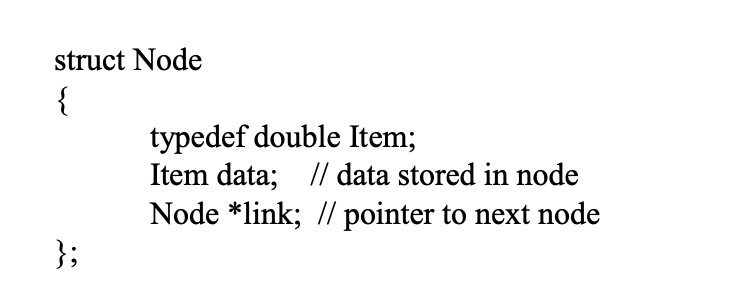 struct Node
{
typedef double Item;
Item data; // data stored in node
Node *link; // pointer to next node
};